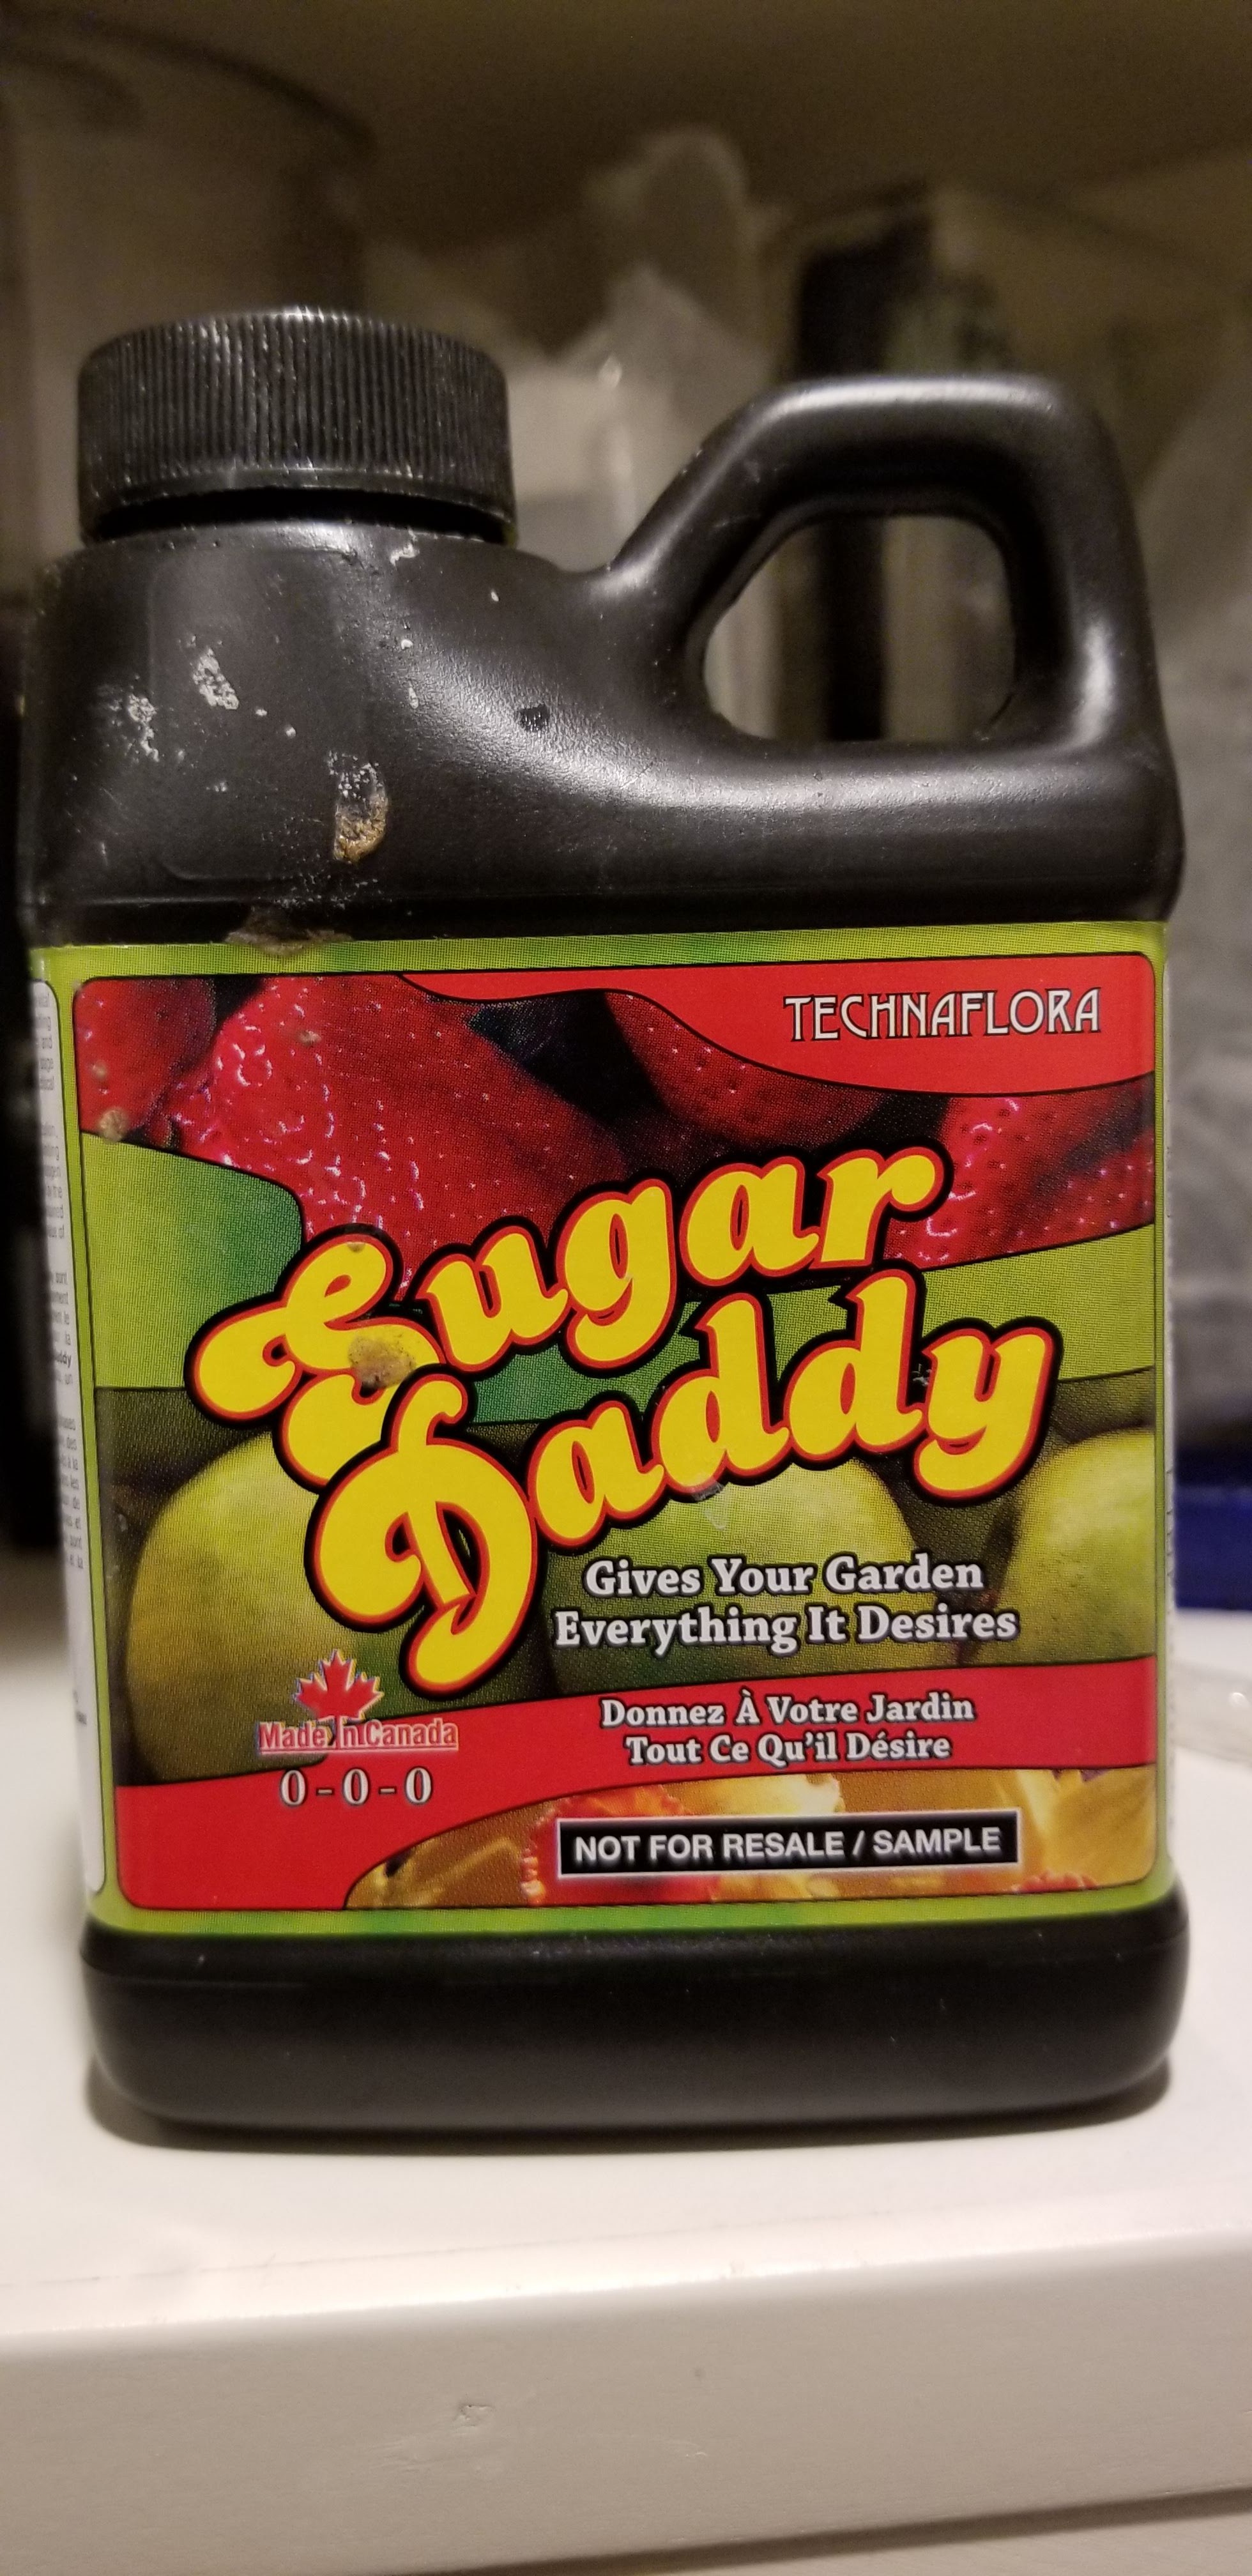 TECHNAFLORA
Sugar
Daddy
Gives Your Garden
Everything It Desires
Made In Canada
0-0-0
Donnez À Votre Jardin
Tout Ce Qu'il Désire
NOT FOR RESALE / SAMPLE